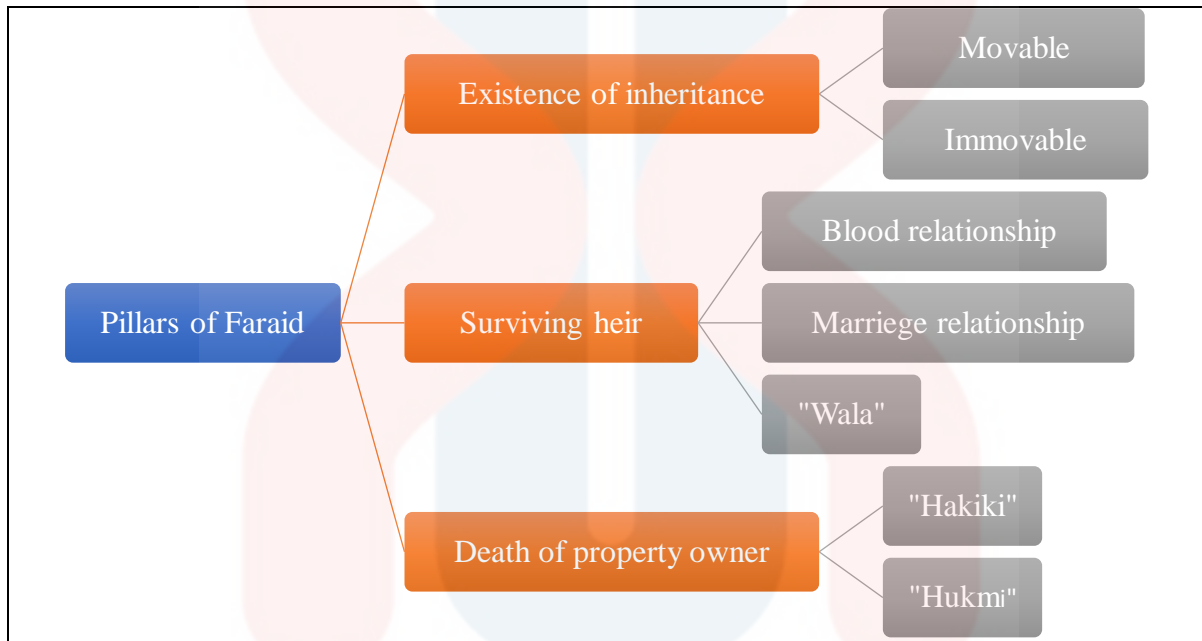 Pillars of Faraid
Existence of inheritance
Movable
Immovable
Surviving heir
Blood relationship
Marriege relationship
"Wala"
Death of property owner
"Hakiki"
"Hukmi"